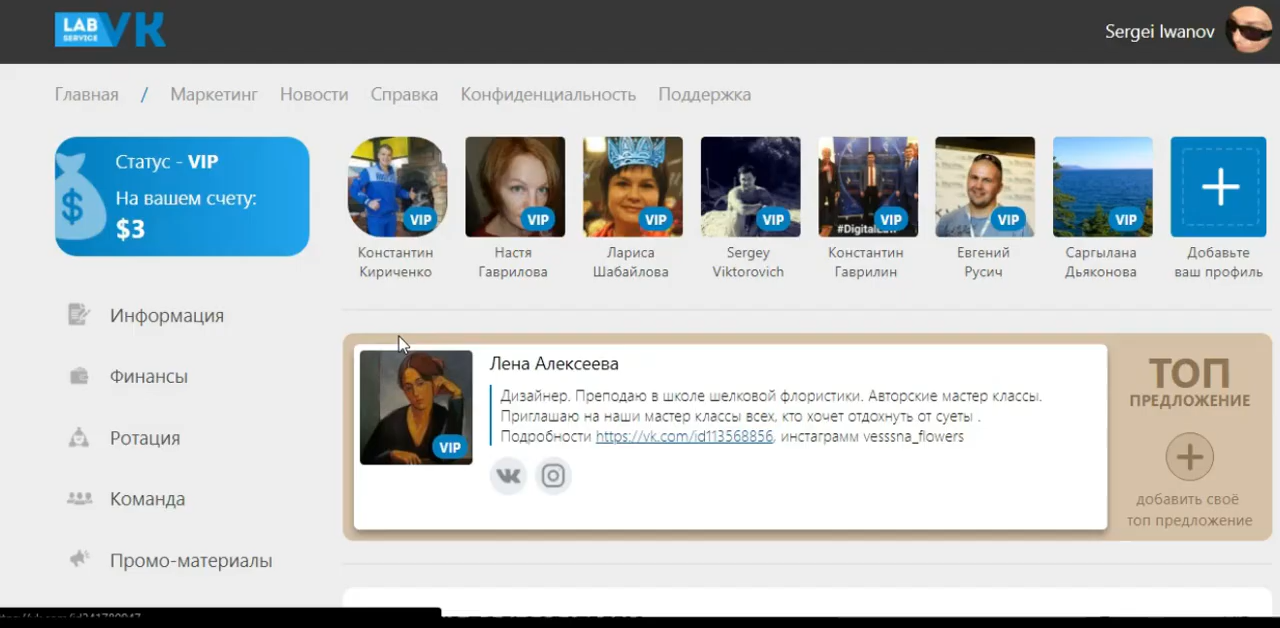 LAB VK
SERVICE
Sergei Iwanov
Главная / Маркетинг Новости Справка Конфиденциальность Поддержка
Статус - VIP
На вашем счету:
$3
VIP VIP VIP VIP VIP VIP VIP
#Digital
Константин
Кириченко
Настя
Гаврилова
Лариса
Шабайлова
Sergey
Viktorovich
Константин
Гаврилин
Евгений
Русич
Саргылана
Дьяконова
Добавьте
ваш профиль
Информация
Финансы
Ротация
Команда
Промо-материалы
Лена Алексеева
Дизайнер. Преподаю в школе шелковой флористики. Авторские мастер классы.
Приглашаю на наши мастер классы всех, кто хочет отдохнуть от суеты .
Подробности https://vk.com/id113568856, инстаграмм vesssna_flowers
VIP
ТОП
ПРЕДЛОЖЕНИЕ
добавить своё
топ предложение